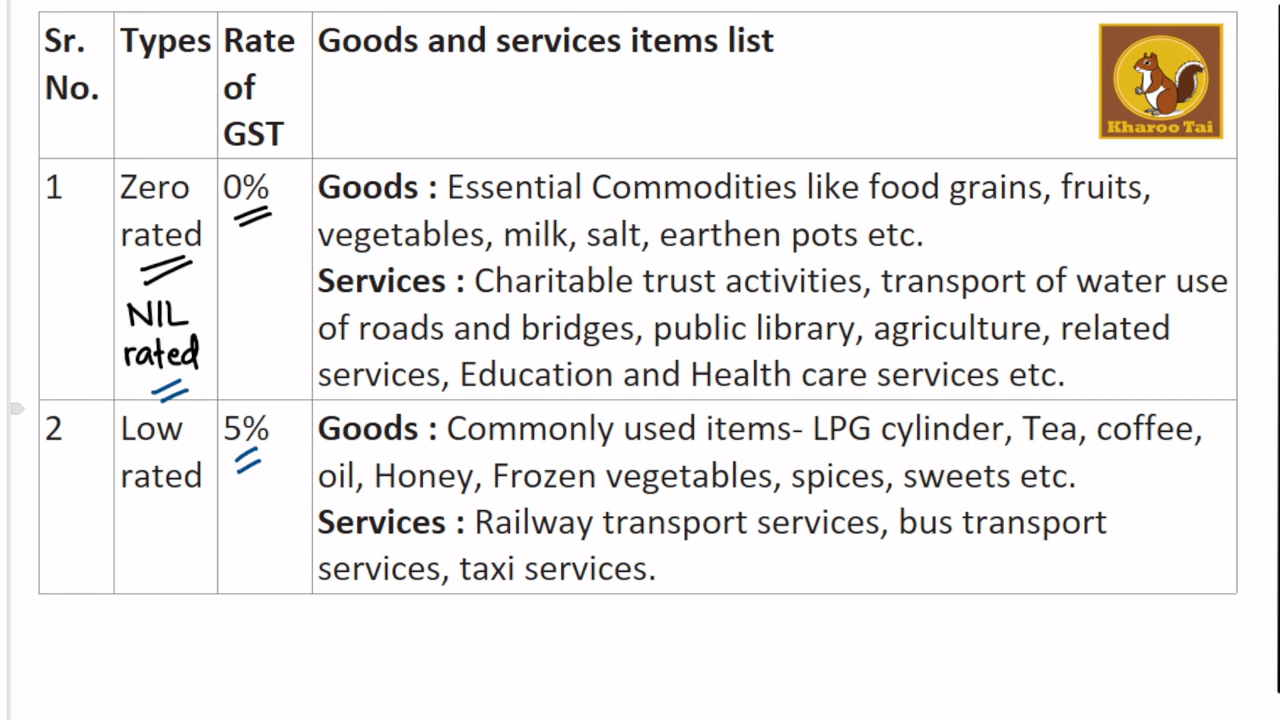 Sr. No.
Types
Rate of GST
Goods and services items list
Kharoo Tai
1
Zero rated
NIL rated
0%
Goods : Essential Commodities like food grains, fruits,
vegetables, milk, salt, earthen pots etc.
Services : Charitable trust activities, transport of water use
of roads and bridges, public library, agriculture, related
services, Education and Health care services etc.
2
Low rated
5%
Goods : Commonly used items- LPG cylinder, Tea, coffee,
oil, Honey, Frozen vegetables, spices, sweets etc.
Services : Railway transport services, bus transport
services, taxi services.